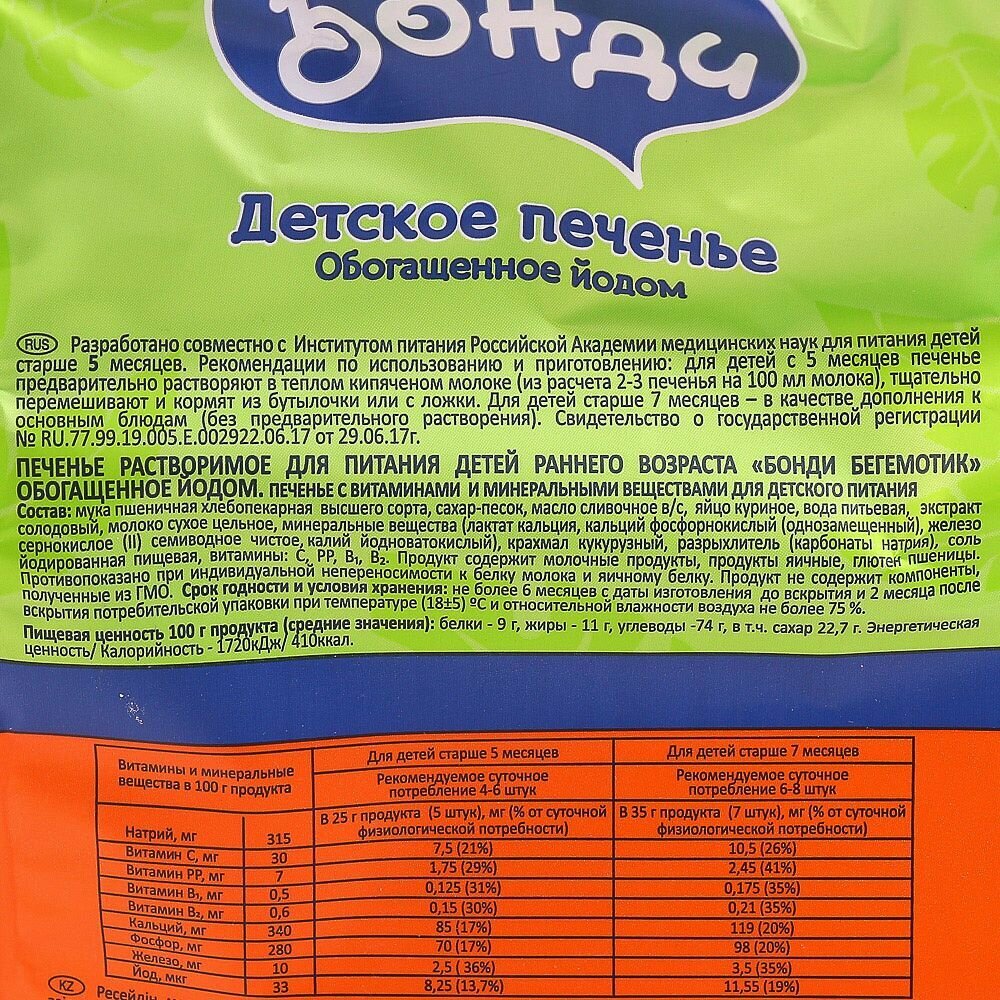 Бонди
Детское печенье
Обогащенное йодом
RUS Разработано совместно с Институтом питания Российской Академии медицинских наук для питания детей
старше 5 месяцев. Рекомендации по использованию и приготовлению: для детей с 5 месяцев печенье
предварительно растворяют в теплом кипяченом молоке (из расчета 2-3 печенья на 100 мл молока), тщательно
перемешивают и кормят из бутылочки или с ложки. Для детей старше 7 месяцев – в качестве дополнения к
основным блюдам (без предварительного растворения). Свидетельство о государственной регистрации
№ RU.77.99.19.005.Е.002922.06.17 от 29.06.17г.
ПЕЧЕНЬЕ РАСТВОРИМОЕ ДЛЯ ПИТАНИЯ ДЕТЕЙ РАННЕГО ВОЗРАСТА «БОНДИ БЕГЕМОТИК»
ОБОГАЩЕННОЕ ЙОДОМ. ПЕЧЕНЬЕ С ВИТАМИНАМИ И МИНЕРАЛЬНЫМИ ВЕЩЕСТВАМИ ДЛЯ ДЕТСКОГО ПИТАНИЯ
Состав: мука пшеничная хлебопекарная высшего сорта, сахар-песок, масло сливочное в/с, яйцо куриное, вода питьевая, экстракт
солодовый, молоко сухое цельное, минеральные вещества (лактат кальция, кальций фосфорнокислый (однозамещенный), железо
сернокислое (II) семиводное чистое, калий йодноватокислый), крахмал кукурузный, разрыхлитель (карбонаты натрия), соль
йодированная пищевая, витамины: С, РР, В₁, В₂. Продукт содержит молочные продукты, продукты яичные, глютен пшеницы.
Противопоказано при индивидуальной непереносимости к белку молока и яичному белку. Продукт не содержит компоненты,
полученные из ГМО. Срок годности и условия хранения: не более 6 месяцев с даты изготовления до вскрытия и 2 месяца после
вскрытия потребительской упаковки при температуре (18±5) ºС и относительной влажности воздуха не более 75 %.
Пищевая ценность 100 г продукта (средние значения): белки - 9 г, жиры - 11 г, углеводы -74 г, в т.ч. сахар 22,7 г. Энергетическая
ценность/ Калорийность - 1720кДж/ 410ккал.
Витамины и минеральные
вещества в 100 г продукта
Для детей старше 5 месяцев
Для детей старше 7 месяцев
Рекомендуемое суточное
потребление 4-6 штук
Рекомендуемое суточное
потребление 6-8 штук
В 25 г продукта (5 штук), мг (% от суточной
физиологической потребности)
В 35 г продукта (7 штук), мг (% от суточной
физиологической потребности)
Натрий, мг 315
Витамин С, мг 30 7,5 (21%) 10,5 (26%)
Витамин РР, мг 7 1,75 (29%) 2,45 (41%)
Витамин В₁, мг 0,5 0,125 (31%) 0,175 (35%)
Витамин В₂, мг 0,6 0,15 (30%) 0,21 (35%)
Кальций, мг 340 85 (17%) 119 (20%)
Фосфор, мг 280 70 (17%) 98 (20%)
Железо, мг 10 2,5 ( 36%) 3,5 (35%)
Йод, мкг 33 8,25 (13,7%) 11,55 (19%)
KZ Ресейдің